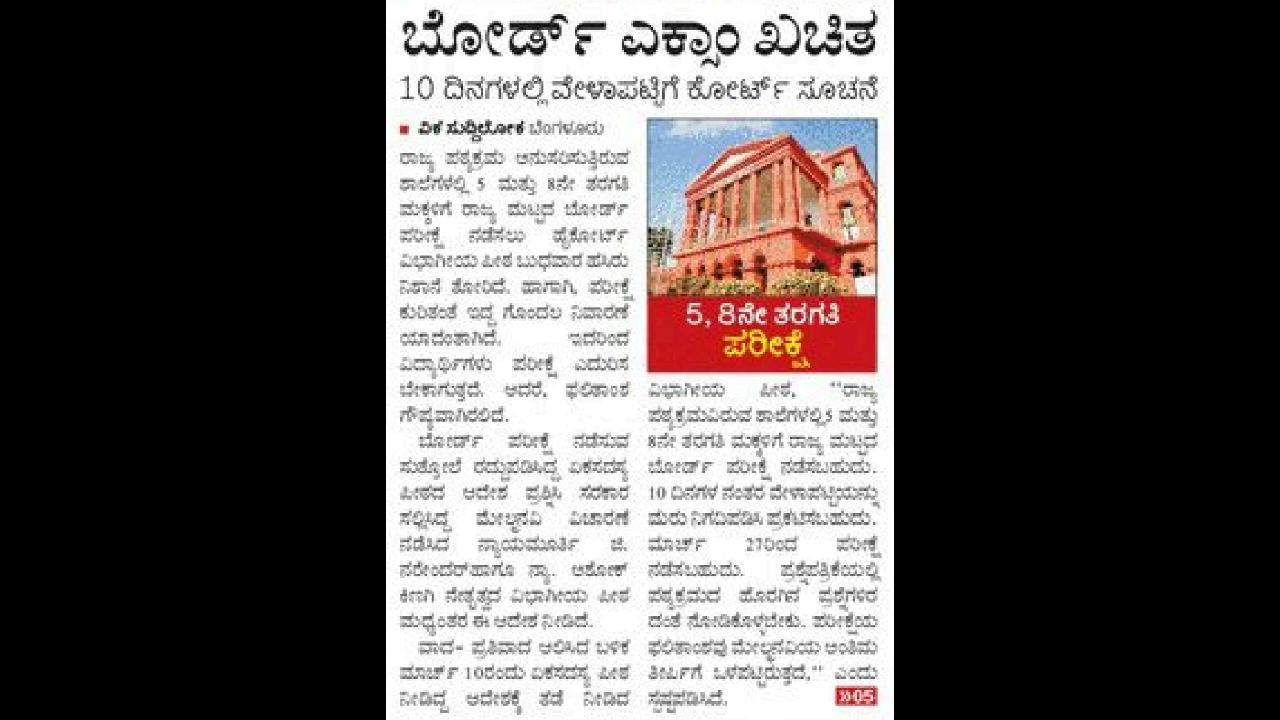 ಬೋರ್ಡ್ ಎಕ್ಸಾಂ ಖಚಿತ
10 ದಿನಗಳಲ್ಲಿ ವೇಳಾಪಟ್ಟಿಗೆ ಕೋರ್ಟ್ ಸೂಚನೆ
ವಿಕ ಸುದ್ದಿಲೋಕ ಬೆಂಗಳೂರು
ರಾಜ್ಯ ಪಠ್ಯಕ್ರಮ ಅನುಸರಿಸುತ್ತಿರುವ
ಶಾಲೆಗಳಲ್ಲಿ 5 ಮತ್ತು 8ನೇ ತರಗತಿ
ಮಕ್ಕಳಿಗೆ ರಾಜ್ಯ ಮಟ್ಟದ ಬೋರ್ಡ್
ಪರೀಕ್ಷೆ ನಡೆಸಲು ಹೈಕೋರ್ಟ್
ವಿಭಾಗೀಯ ಪೀಠ ಬುಧವಾರ ಹಸಿರು
ನಿಶಾನೆ ತೋರಿದೆ. ಹಾಗಾಗಿ, ಪರೀಕ್ಷೆ
ಕುರಿತಂತೆ ಇದ್ದ ಗೊಂದಲ ನಿವಾರಣೆ
ಯಾದಂತಾಗಿದೆ. ಇದರಿಂದ
ವಿದ್ಯಾರ್ಥಿಗಳು ಪರೀಕ್ಷೆ ಎದುರಿಸ
ಬೇಕಾಗುತ್ತದೆ. ಆದರೆ, ಫಲಿತಾಂಶ
ಗೌಪ್ಯವಾಗಿರಲಿದೆ.
ಬೋರ್ಡ್ ಪರೀಕ್ಷೆ ನಡೆಸುವ
ಸುತ್ತೋಲೆ ರದ್ದುಪಡಿಸಿದ್ದ ಏಕಸದಸ್ಯ
ಪೀಠದ ಆದೇಶ ಪ್ರಶ್ನಿಸಿ ಸರಕಾರ
ಸಲ್ಲಿಸಿದ್ದ ಮೇಲ್ಮನವಿ ವಿಚಾರಣೆ
ನಡೆಸಿದ ನ್ಯಾಯಮೂರ್ತಿ ಜಿ.
ನರೇಂದರ್ ಹಾಗೂ ನ್ಯಾ. ಅಶೋಕ್
ಕಿಣಗಿ ನೇತೃತ್ವದ ವಿಭಾಗೀಯ ಪೀಠ
ಮಧ್ಯಂತರ ಈ ಆದೇಶ ನೀಡಿದೆ.
ವಾದ- ಪ್ರತಿವಾದ ಆಲಿಸಿದ ಬಳಿಕ
ಮಾರ್ಚ್ 10ರಂದು ಏಕಸದಸ್ಯ ಪೀಠ
ನೀಡಿದ್ದ ಆದೇಶಕ್ಕೆ ತಡೆ ನೀಡಿದ
5, 8ನೇ ತರಗತಿ
ಪರೀಕ್ಷೆ
ವಿಭಾಗೀಯ ಪೀಠ, ''ರಾಜ್ಯ
ಪಠ್ಯಕ್ರಮವಿರುವ ಶಾಲೆಗಳಲ್ಲಿ 5 ಮತ್ತು
8ನೇ ತರಗತಿ ಮಕ್ಕಳಿಗೆ ರಾಜ್ಯ ಮಟ್ಟದ
ಬೋರ್ಡ್ ಪರೀಕ್ಷೆ ನಡೆಸಬಹುದು.
10 ದಿನಗಳ ನಂತರ ವೇಳಾಪಟ್ಟಿಯನ್ನು
ಮರು ನಿಗದಿಪಡಿಸಿ ಪ್ರಕಟಿಸಬಹುದು.
ಮಾರ್ಚ್ 27ರಿಂದ ಪರೀಕ್ಷೆ
ನಡೆಸಬಹುದು. ಪ್ರಶ್ನೆಪತ್ರಿಕೆಯಲ್ಲಿ
ಪಠ್ಯಕ್ರಮದ ಹೊರಗಿನ ಪ್ರಶ್ನೆಗಳಿರ
ದಂತೆ ನೋಡಿಕೊಳ್ಳಬೇಕು. ಪರೀಕ್ಷೆಯ
ಫಲಿತಾಂಶವು ಮೇಲ್ಮನವಿಯ ಅಂತಿಮ
ತೀರ್ಪಿಗೆ ಒಳಪಟ್ಟಿರುತ್ತದೆ,'' ಎಂದು
ಸ್ಪಷ್ಟಪಡಿಸಿದೆ. »05